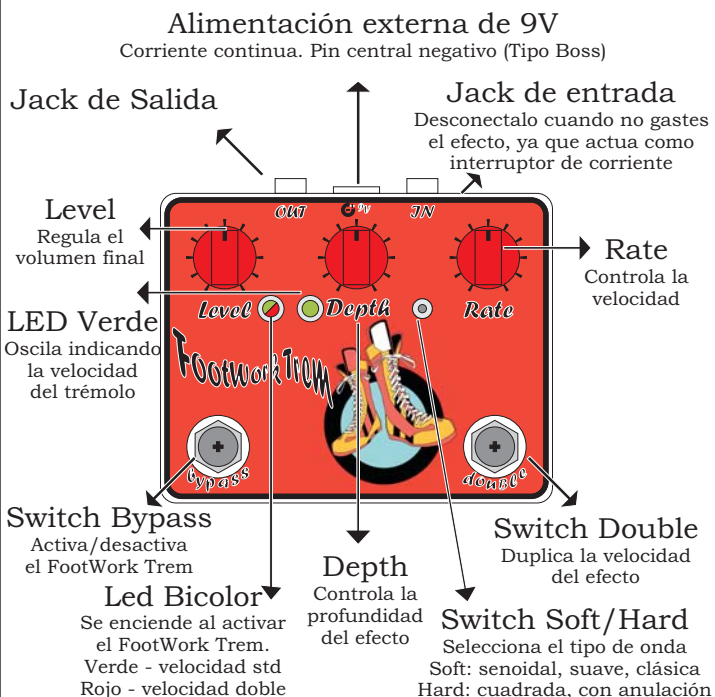 Alimentación externa de 9V
Corriente continua. Pin central negativo (Tipo Boss)
Jack de Salida
Jack de entrada
Desconectalo cuando no gastes
el efecto, ya que actua como
interruptor de corriente
OUT
9V
IN
Level
Regula el
volumen final
Rate
Controla la
velocidad
Level
Depth
Rate
LED Verde
Oscila indicando
la velocidad
del trémolo
FootWork Trem
bypass
double
Switch Bypass
Activa/desactiva
el FootWork Trem
Switch Double
Duplica la velocidad
del efecto
Depth
Controla la
profundidad
del efecto
Led Bicolor
Se enciende al activar
el FootWork Trem.
Verde - velocidad std
Rojo - velocidad doble
Switch Soft/Hard
Selecciona el tipo de onda
Soft: senoidal, suave, clásica
Hard: cuadrada, con anulación